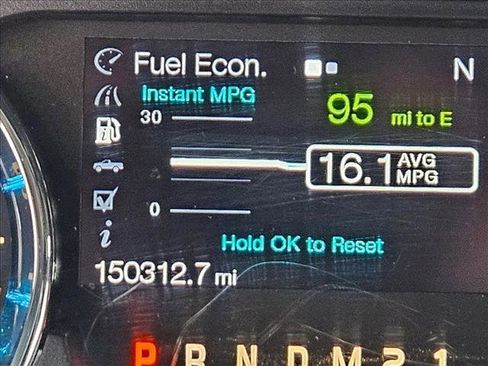 Fuel Econ.
N
Instant MPG
95 mi to E
30
16.1 AVG MPG
0
Hold OK to Reset
i
150312.7 mi
P R N D M 2 1